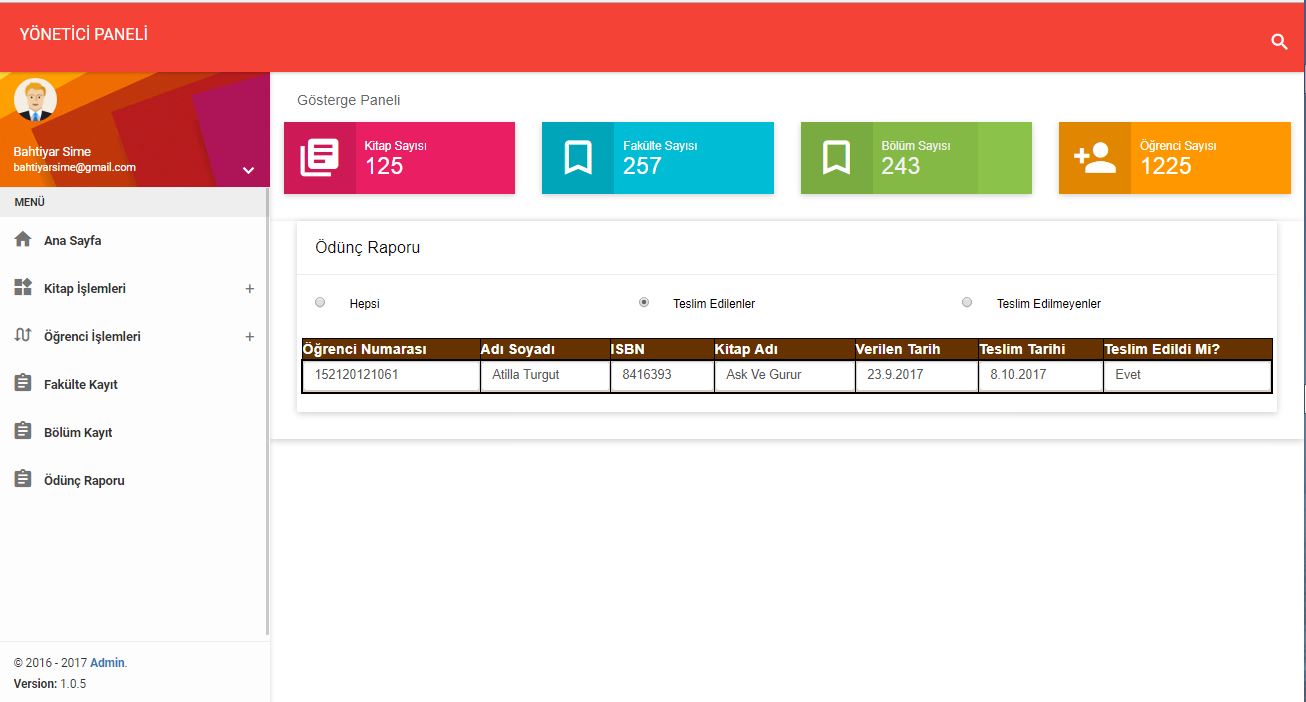 YÖNETİCİ PANELİ
Bahtiyar Sime
bahtiyarsime@gmail.com
MENÜ
Ana Sayfa
Kitap İşlemleri +
Öğrenci İşlemleri +
Fakülte Kayıt
Bölüm Kayıt
Ödünç Raporu
© 2016 - 2017 Admin.
Version: 1.0.5
Gösterge Paneli
Kitap Sayısı
125
Fakülte Sayısı
257
Bölüm Sayısı
243
Öğrenci Sayısı
1225
Ödünç Raporu
Hepsi Teslim Edilenler Teslim Edilmeyenler
Öğrenci Numarası Adı Soyadı ISBN Kitap Adı Verilen Tarih Teslim Tarihi Teslim Edildi Mi?
152120121061 Atilla Turgut 8416393 Ask Ve Gurur 23.9.2017 8.10.2017 Evet